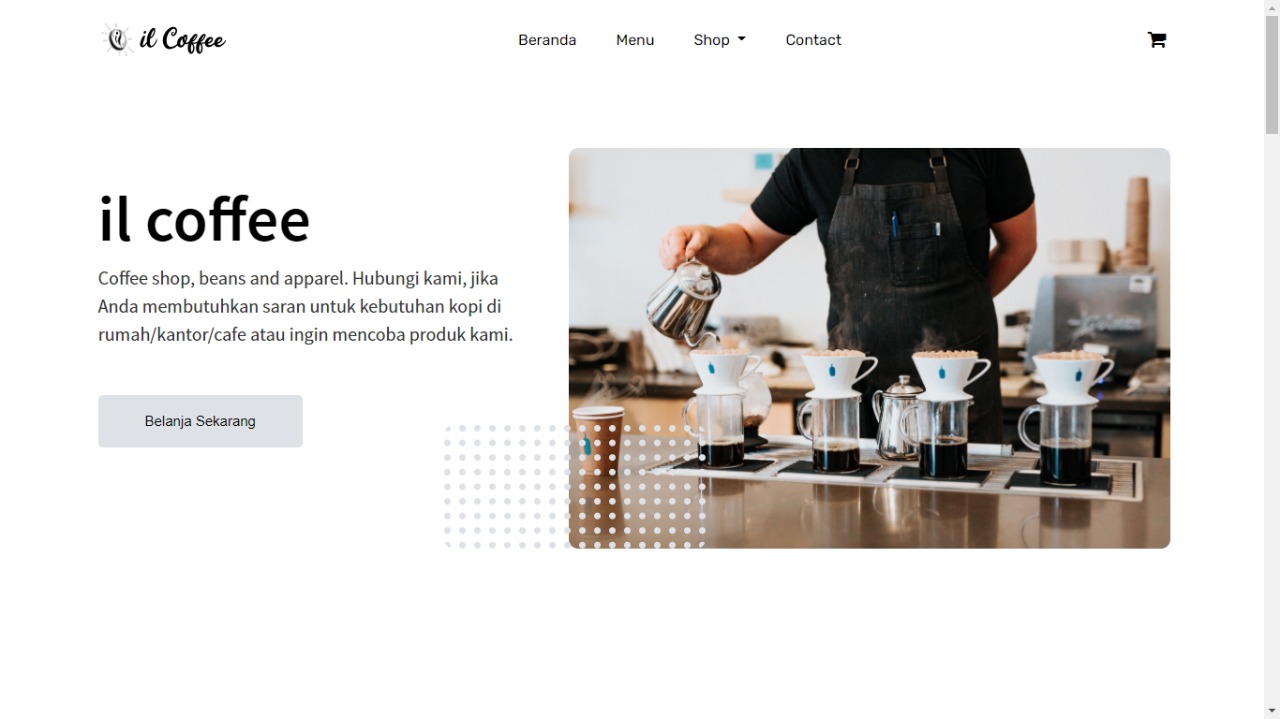 il Coffee
Beranda
Menu
Shop
Contact
il coffee
Coffee shop, beans and apparel. Hubungi kami, jika
Anda membutuhkan saran untuk kebutuhan kopi di
rumah/kantor/cafe atau ingin mencoba produk kami.
Belanja Sekarang